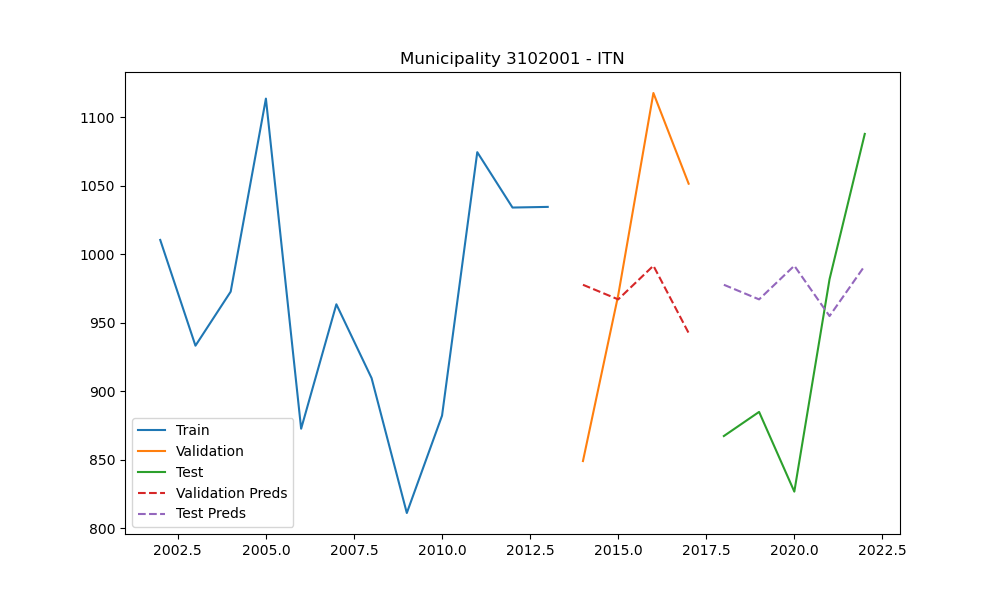 Municipality 3102001 - ITN
1100
1050
1000
950
900
850
800
Train
Validation
Test
Validation Preds
Test Preds
2002.5 2005.0 2007.5 2010.0 2012.5 2015.0 2017.5 2020.0 2022.5